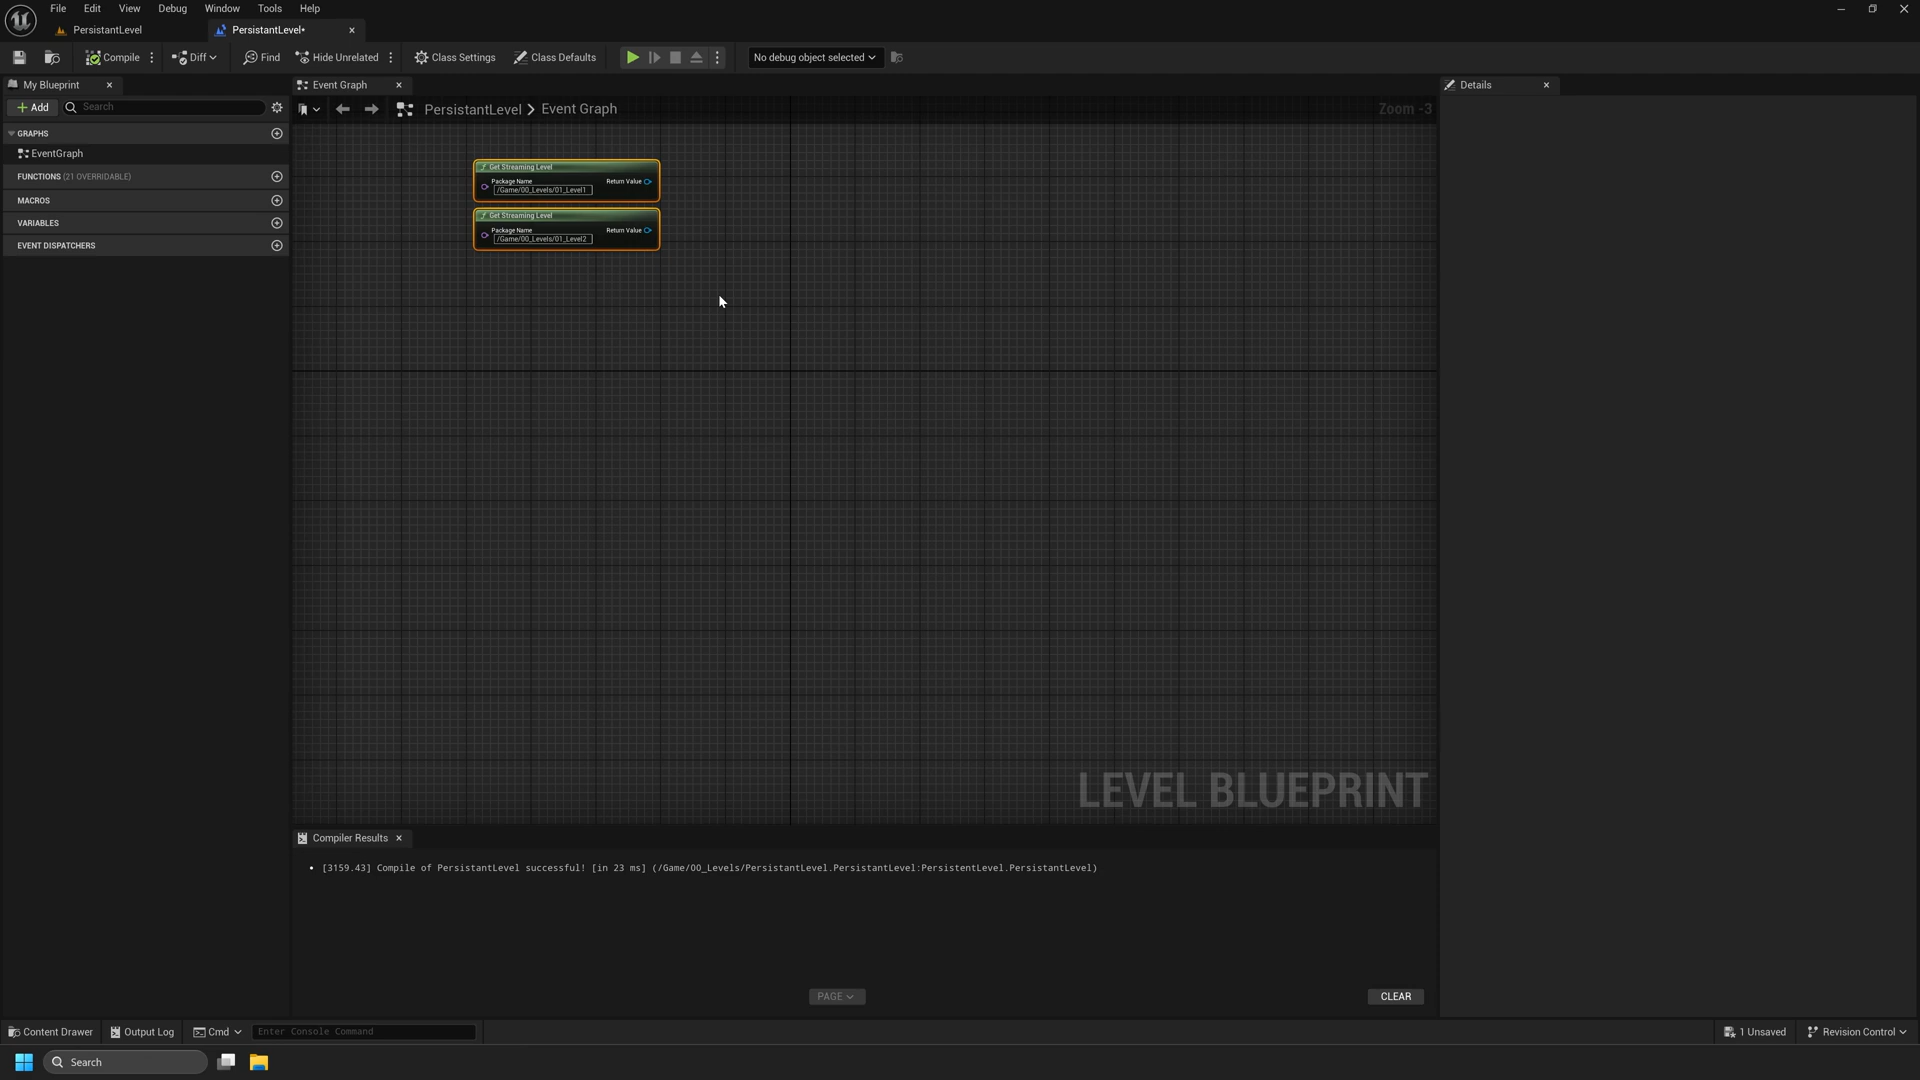 File Edit View Debug Window Tools Help
PersistantLevel PersistantLevel•
Compile Diff Find Hide Unrelated Class Settings Class Defaults No debug object selected
My Blueprint
Add Search
GRAPHS
EventGraph
FUNCTIONS (21 OVERRIDABLE)
MACROS
VARIABLES
EVENT DISPATCHERS
Event Graph
PersistantLevel > Event Graph
Zoom -3
Get Streaming Level
Package Name Return Value
/Game/00_Levels/01_Level1
Get Streaming Level
Package Name Return Value
/Game/00_Levels/01_Level2
LEVEL BLUEPRINT
Details
Compiler Results
• [3159.43] Compile of PersistantLevel successful! [in 23 ms] (/Game/00_Levels/PersistantLevel.PersistantLevel:PersistentLevel.PersistantLevel)
PAGE CLEAR
Content Drawer Output Log Cmd Enter Console Command 1 Unsaved Revision Control
Search